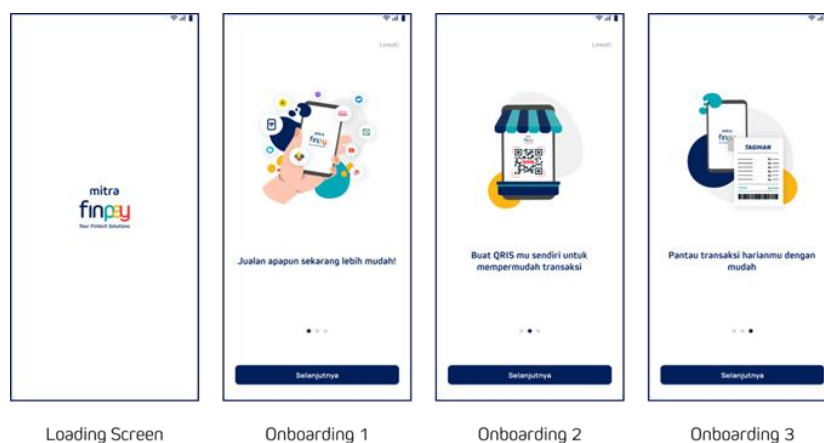 mitra
finpay
Your Fintech Solutions
Loading Screen
Lewati
mitra
finpay
Jualan apapun sekarang lebih mudah!
Selanjutnya
Onboarding 1
Lewati
QRIS
Buat QRIS mu sendiri untuk
mempermudah transaksi
Selanjutnya
Onboarding 2
mitra
finpay
TAGIHAN
Pantau transaksi harianmu dengan
mudah
Selanjutnya
Onboarding 3